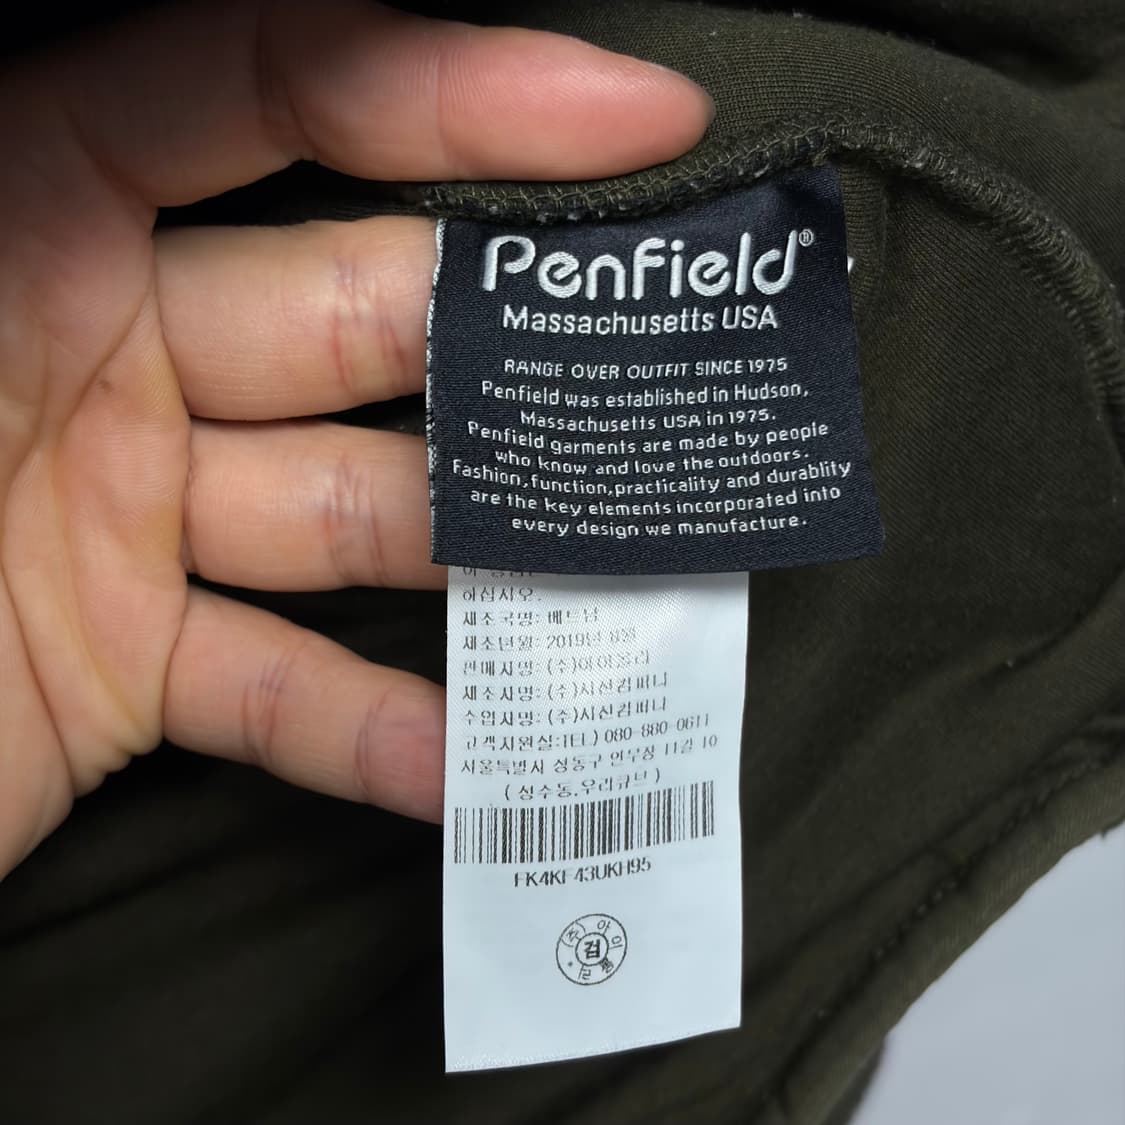 Penfield®
Massachusetts USA
RANGE OVER OUTFIT SINCE 1975
Penfield was established in Hudson,
Massachusetts USA in 1975.
Penfield garments are made by people
who know and love the outdoors.
Fashion,function,practicality and durablity
are the key elements incorporated into
every design we manufacture.
하십시오.
제조국명: 베트남
제조년월: 2019년 8월
판매자명: (주)아이올리
제조자명: (주)시선컴퍼니
수입자명: (주)시선컴퍼니
고객지원실:TEL) 080-880-0611
서울특별시 성동구 연무장 11길 10
(성수동,우리큐브)
FK4KF43UKH95
(주)아이올리
검